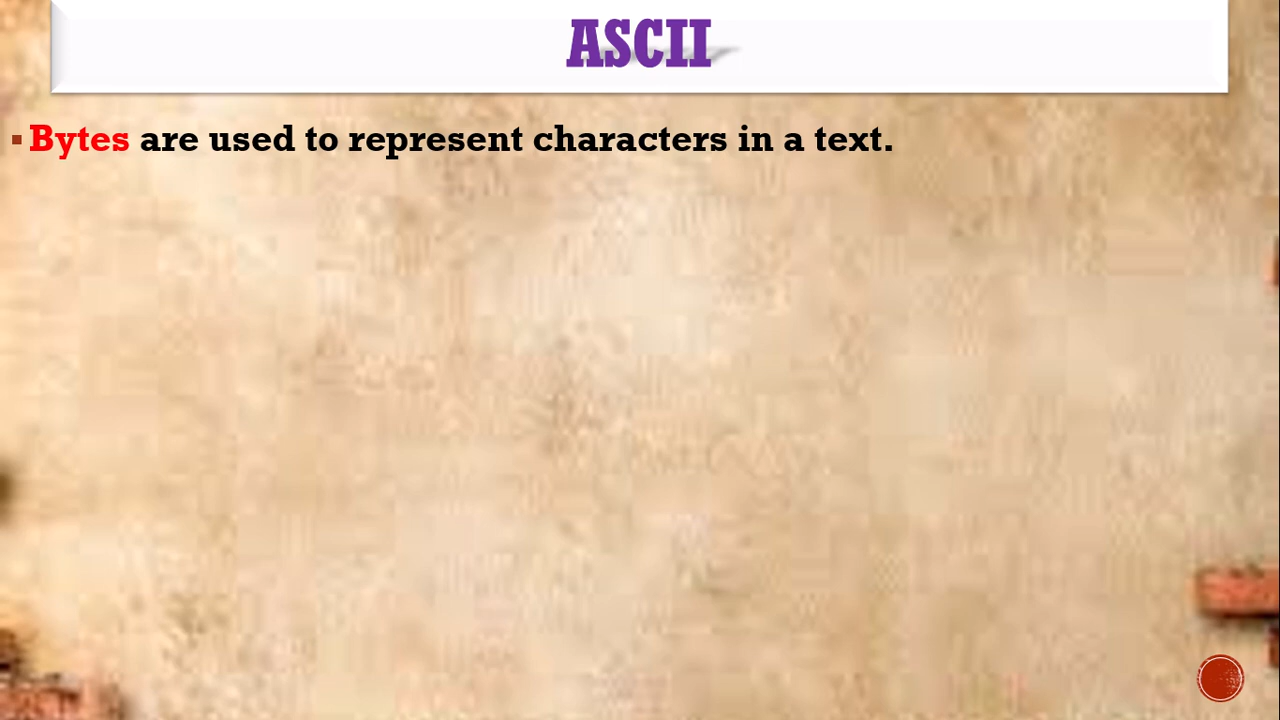 ASCII
Bytes are used to represent characters in a text.